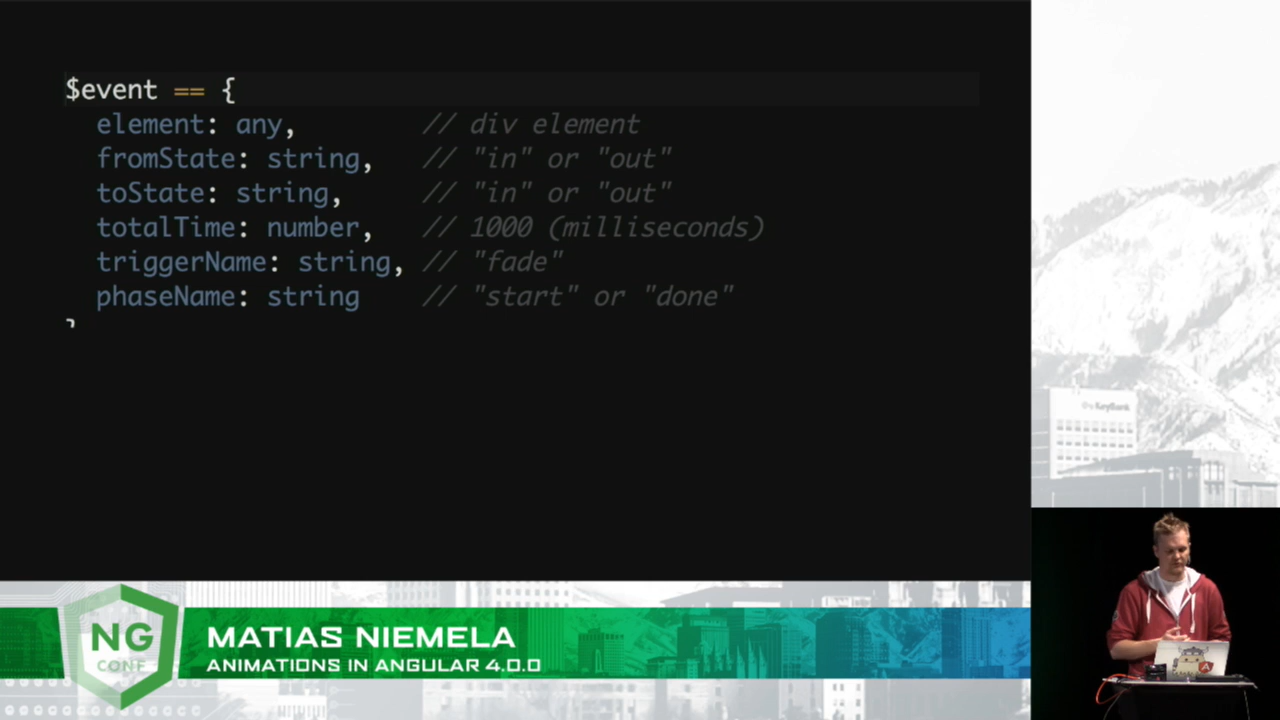 $event == {
  element: any,        // div element
  fromState: string,   // "in" or "out"
  toState: string,     // "in" or "out"
  totalTime: number,   // 1000 (milliseconds)
  triggerName: string, // "fade"
  phaseName: string    // "start" or "done"
}
KeyBank
NG
CONF
MATIAS NIEMELA
ANIMATIONS IN ANGULAR 4.0.0
A